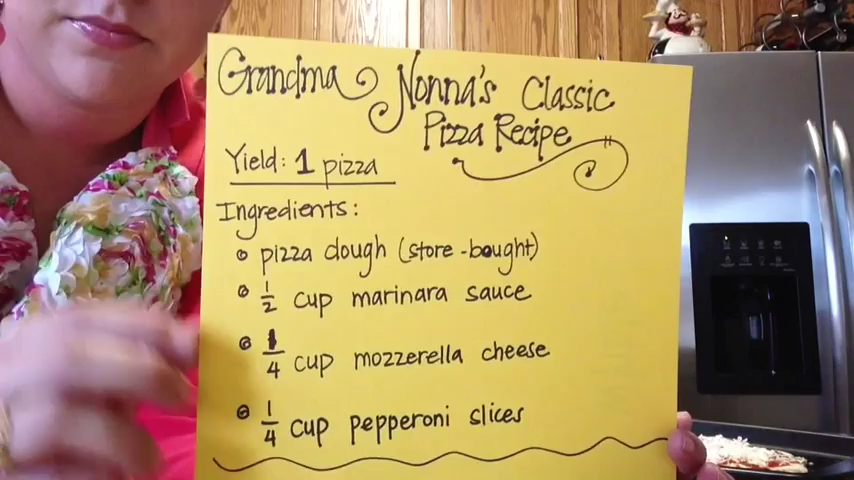 Grandma Nonna's Classic
Pizza Recipe
Yield: 1 pizza
Ingredients:
pizza dough (store-bought)
1/2 cup marinara sauce
1/4 cup mozzerella cheese
1/4 cup pepperoni slices